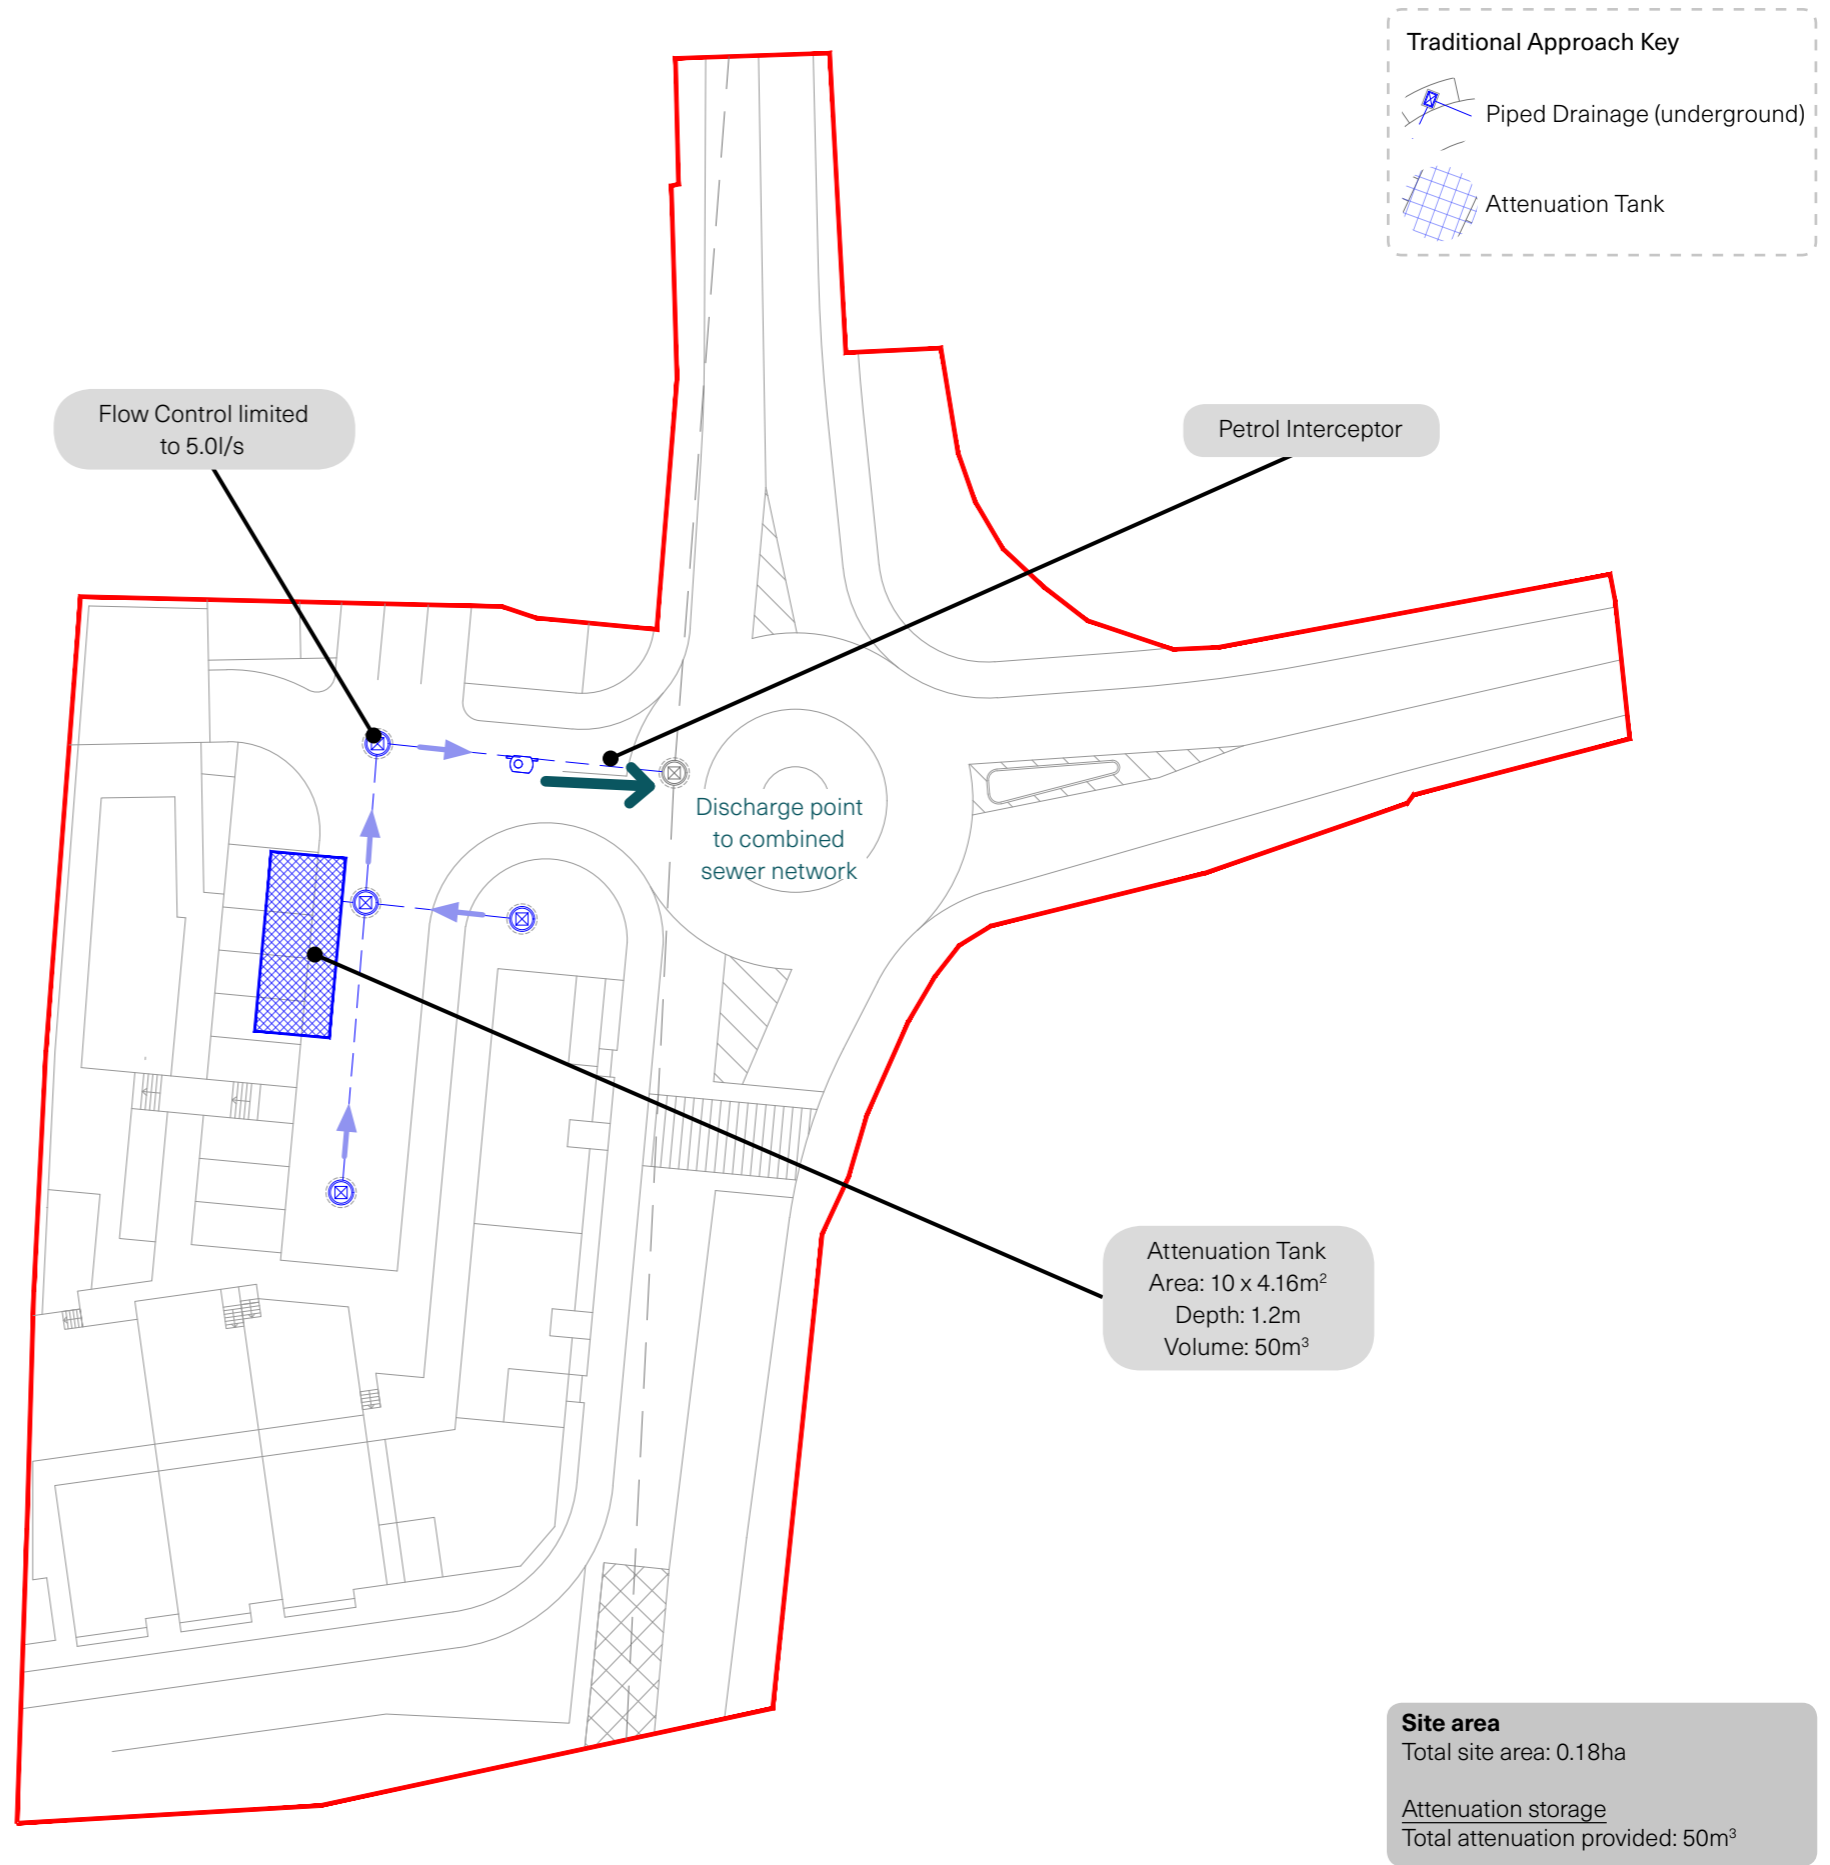 Traditional Approach Key
Piped Drainage (underground)
Attenuation Tank
Flow Control limited
to 5.0l/s
Petrol Interceptor
Discharge point
to combined
sewer network
Attenuation Tank
Area: 10 x 4.16m²
Depth: 1.2m
Volume: 50m³
Site area
Total site area: 0.18ha
Attenuation storage
Total attenuation provided: 50m³